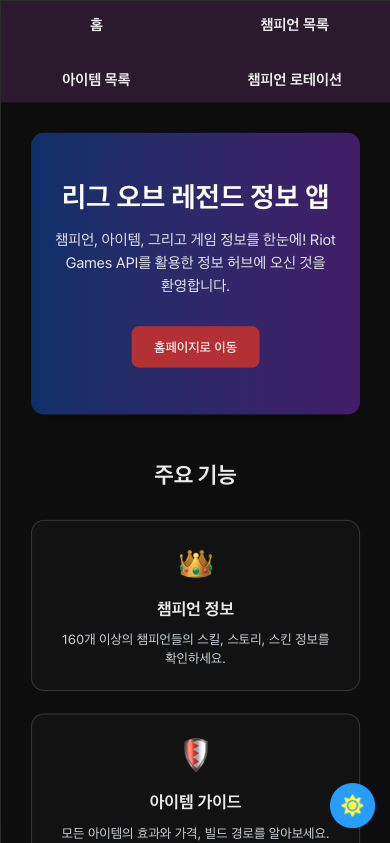 홈
챔피언 목록
아이템 목록
챔피언 로테이션
리그 오브 레전드 정보 앱
챔피언, 아이템, 그리고 게임 정보를 한눈에! Riot
Games API를 활용한 정보 허브에 오신 것을
환영합니다.
홈페이지로 이동
주요 기능
챔피언 정보
160개 이상의 챔피언들의 스킬, 스토리, 스킨 정보를
확인하세요.
아이템 가이드
모든 아이템의 효과와 가격, 빌드 경로를 알아보세요.